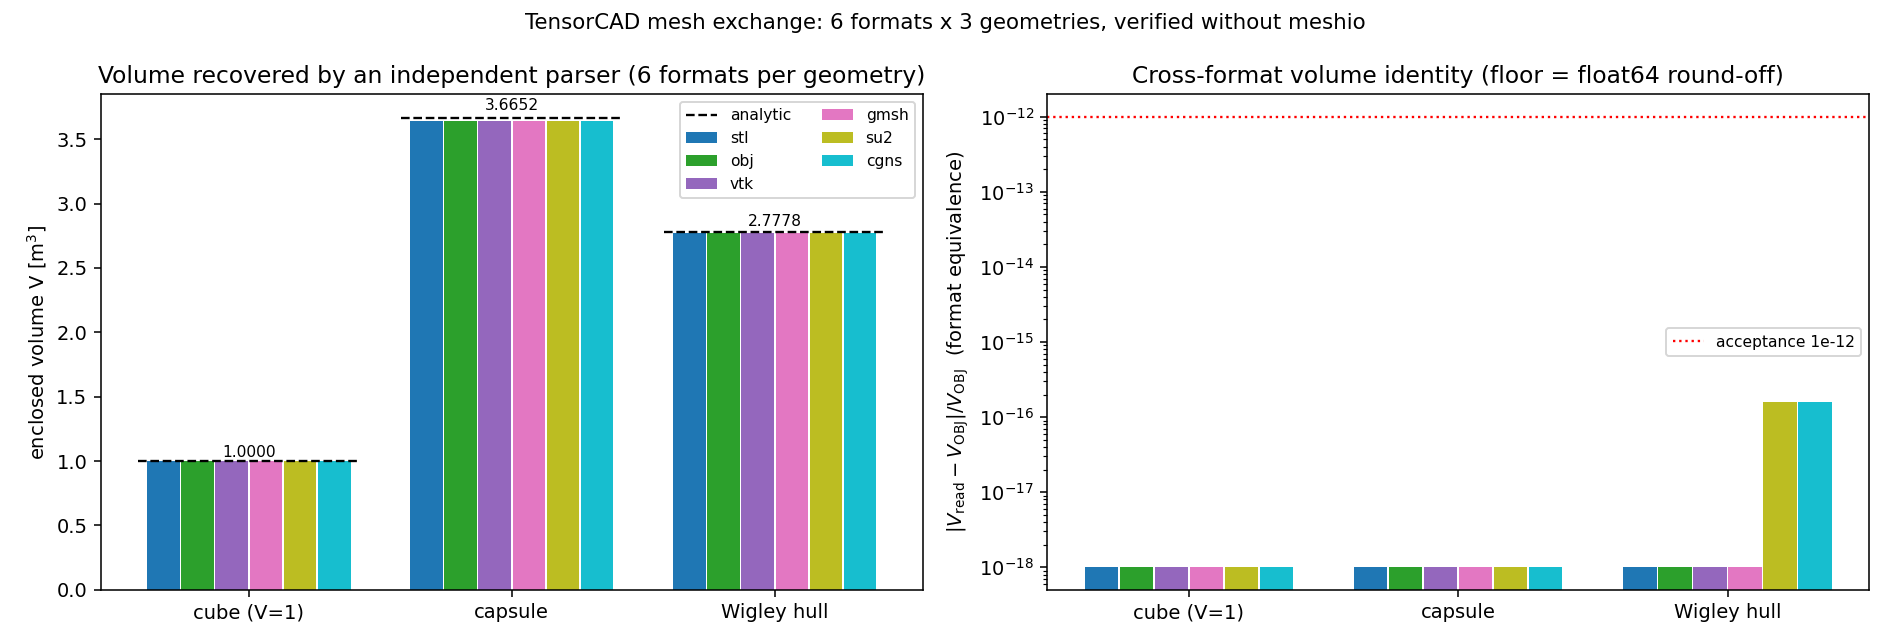 TensorCAD mesh exchange: 6 formats x 3 geometries, verified without meshio
Volume recovered by an independent parser (6 formats per geometry)
enclosed volume V [m³]
3.5
3.0
2.5
2.0
1.5
1.0
0.5
0.0
1.0000
3.6652
2.7778
analytic
stl
obj
vtk
gmsh
su2
cgns
cube (V=1)
capsule
Wigley hull
Cross-format volume identity (floor = float64 round-off)
|V_read − V_OBJ|/V_OBJ (format equivalence)
10⁻¹²
10⁻¹³
10⁻¹⁴
10⁻¹⁵
10⁻¹⁶
10⁻¹⁷
10⁻¹⁸
acceptance 1e-12
cube (V=1)
capsule
Wigley hull